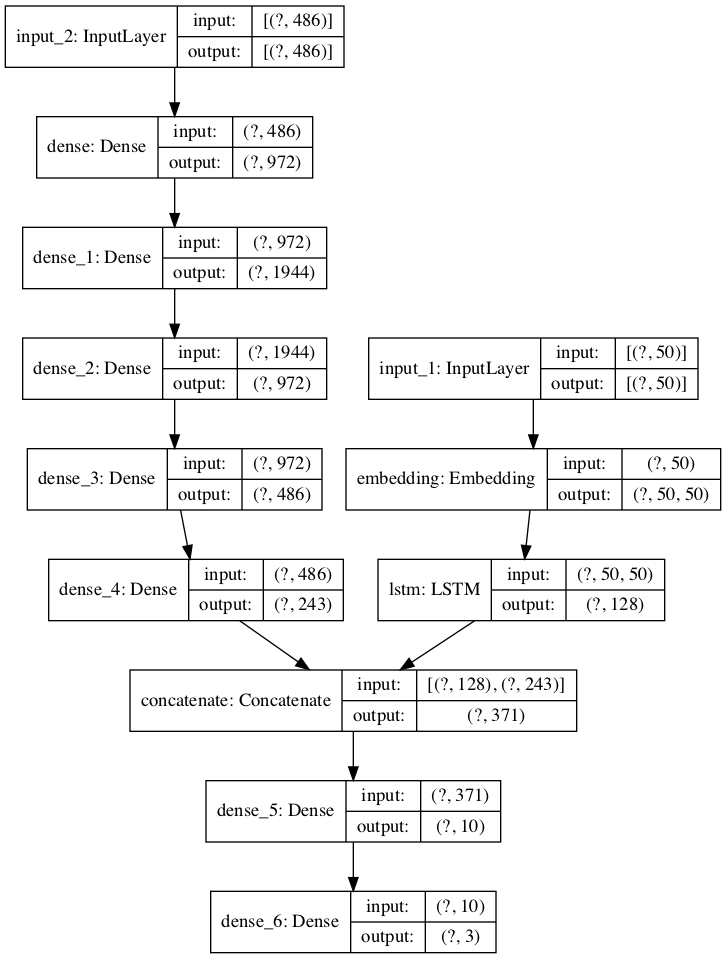 input_2: InputLayer
input: [(?, 486)]
output: [(?, 486)]
dense: Dense
input: (?, 486)
output: (?, 972)
dense_1: Dense
input: (?, 972)
output: (?, 1944)
dense_2: Dense
input: (?, 1944)
output: (?, 972)
input_1: InputLayer
input: [(?, 50)]
output: [(?, 50)]
dense_3: Dense
input: (?, 972)
output: (?, 486)
embedding: Embedding
input: (?, 50)
output: (?, 50, 50)
dense_4: Dense
input: (?, 486)
output: (?, 243)
lstm: LSTM
input: (?, 50, 50)
output: (?, 128)
concatenate: Concatenate
input: [(?, 128), (?, 243)]
output: (?, 371)
dense_5: Dense
input: (?, 371)
output: (?, 10)
dense_6: Dense
input: (?, 10)
output: (?, 3)